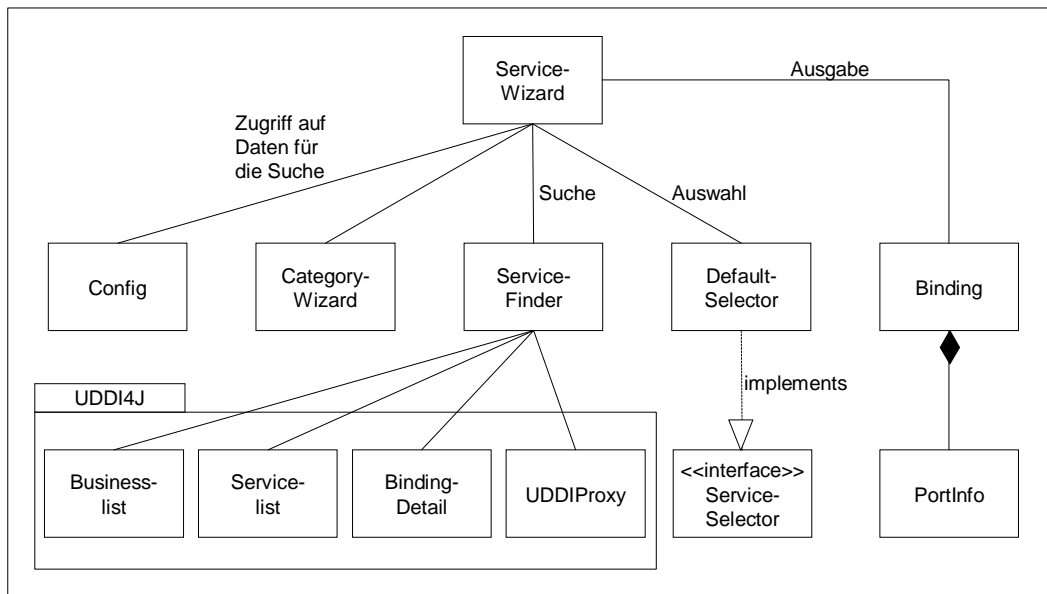 Service-
Wizard
Ausgabe
Zugriff auf
Daten für
die Suche
Suche
Auswahl
Config
Category-
Wizard
Service-
Finder
Default-
Selector
Binding
UDDI4J
implements
Business-
list
Service-
list
Binding-
Detail
UDDIProxy
<<interface>>
Service-
Selector
PortInfo